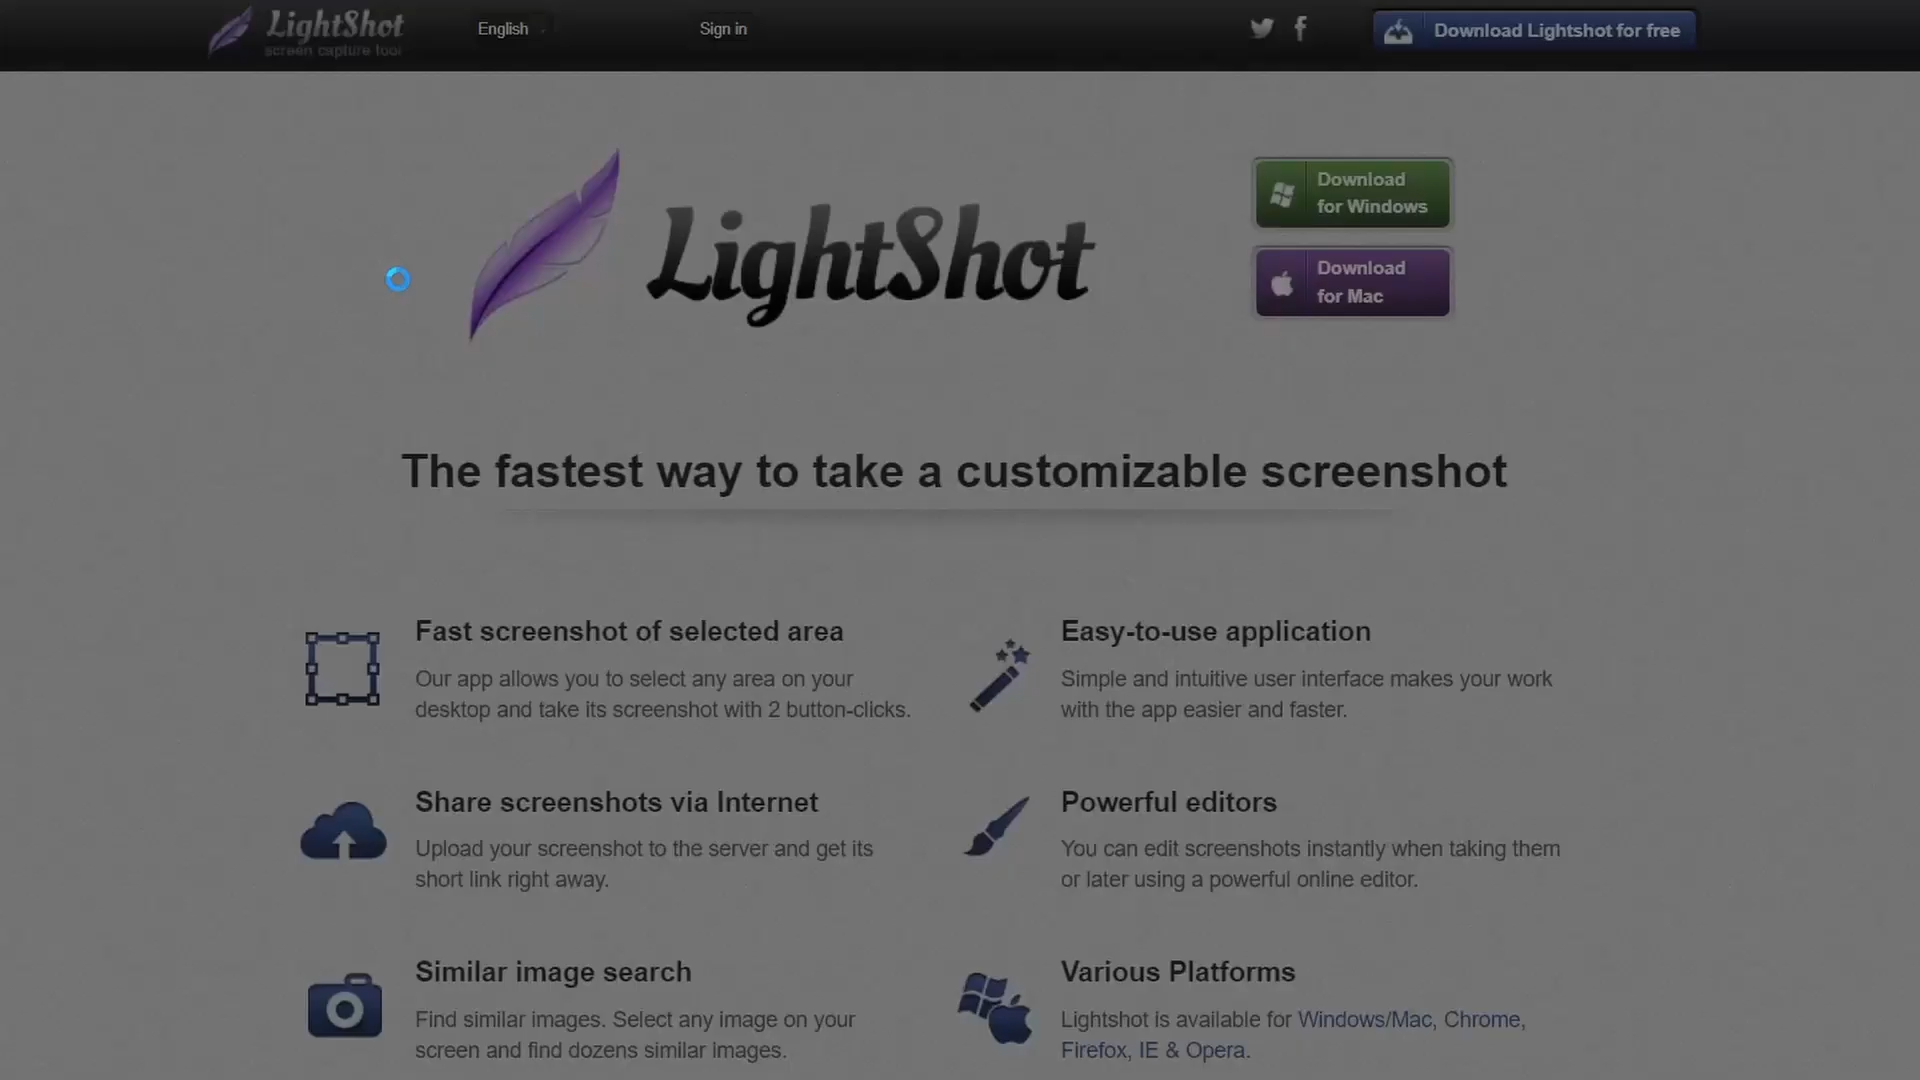 LightShot
screen capture tool
English
Sign in
Download Lightshot for free
LightShot
Download
for Windows
Download
for Mac
The fastest way to take a customizable screenshot
Fast screenshot of selected area
Our app allows you to select any area on your
desktop and take its screenshot with 2 button-clicks.
Easy-to-use application
Simple and intuitive user interface makes your work
with the app easier and faster.
Share screenshots via Internet
Upload your screenshot to the server and get its
short link right away.
Powerful editors
You can edit screenshots instantly when taking them
or later using a powerful online editor.
Similar image search
Find similar images. Select any image on your
screen and find dozens similar images.
Various Platforms
Lightshot is available for Windows/Mac, Chrome,
Firefox, IE & Opera.